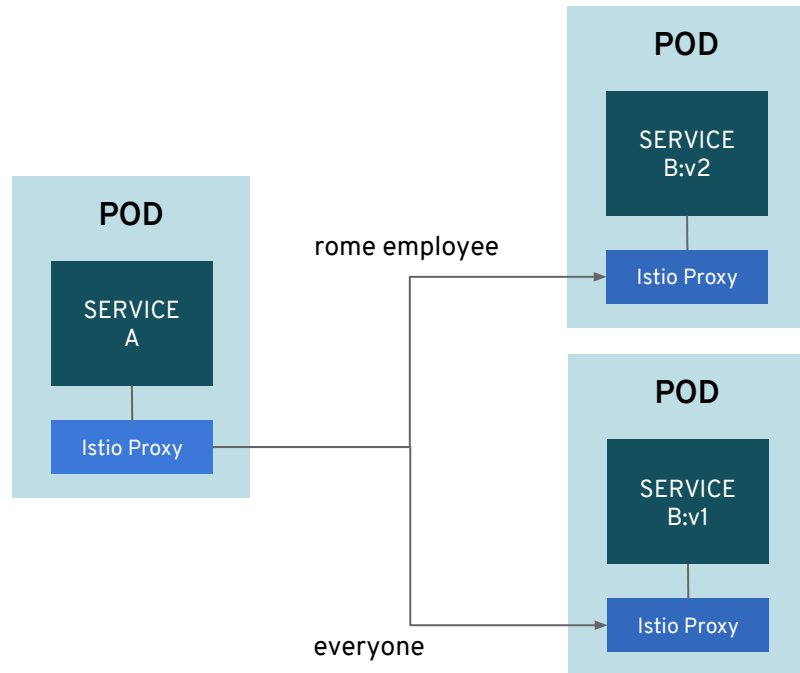 POD
SERVICE
A
Istio Proxy
rome employee
everyone
POD
SERVICE
B:v2
Istio Proxy
POD
SERVICE
B:v1
Istio Proxy